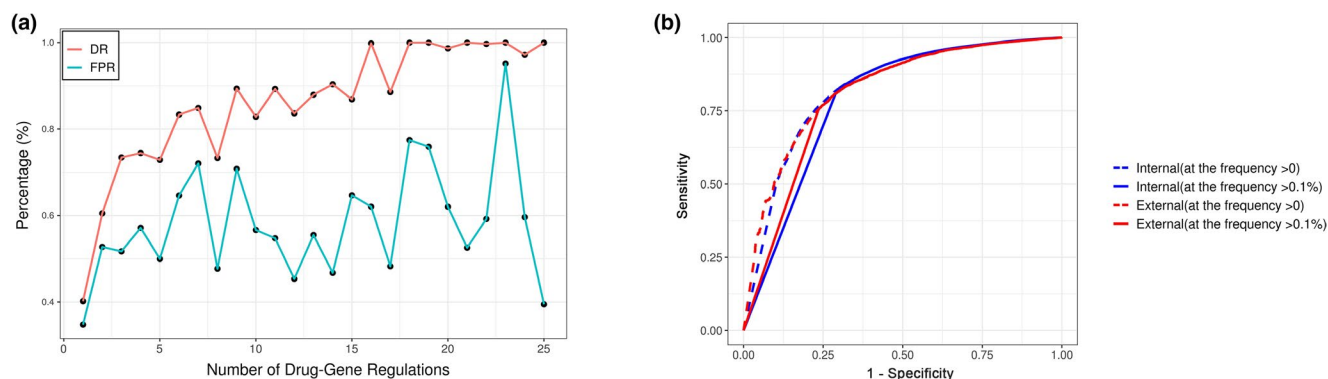 (a)
DR
FPR
Percentage (%)
1.0
0.8
0.6
0.4
0
5
10
15
20
25
Number of Drug-Gene Regulations
(b)
Sensitivity
1.00
0.75
0.50
0.25
0.00
0.00
0.25
0.50
0.75
1.00
1 - Specificity
Internal(at the frequency >0)
Internal(at the frequency >0.1%)
External(at the frequency >0)
External(at the frequency >0.1%)